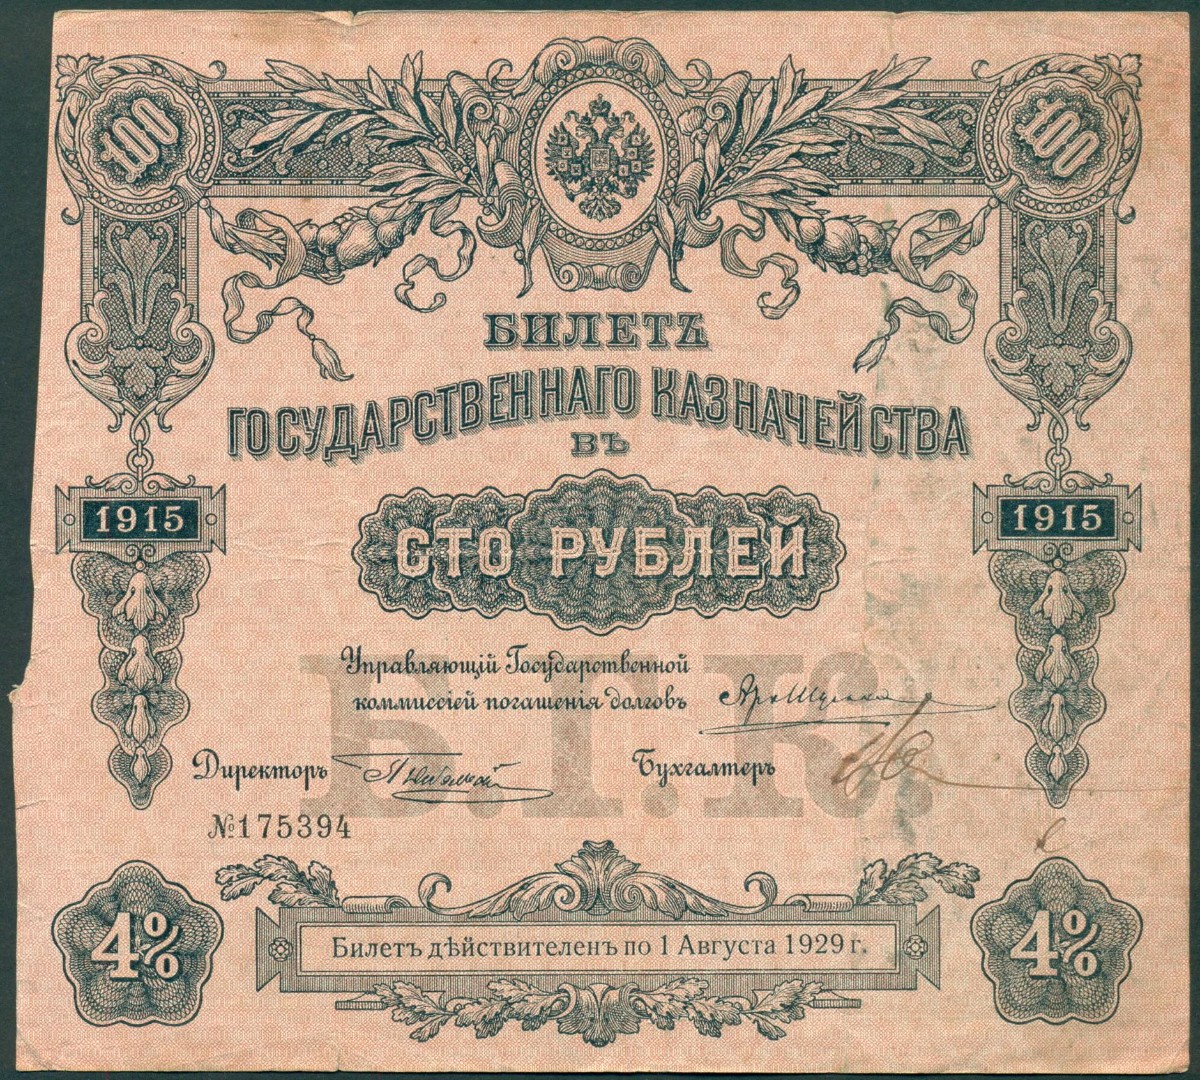 100
100
БИЛЕТЪ
ГОСУДАРСТВЕННАГО КАЗНАЧЕЙСТВА
ВЪ
1915
1915
СТО РУБЛЕЙ
Управляющій Государственной
коммиссіей погашенія долговъ
Б.Г.К.
Директоръ
Бухгалтеръ
№175394
4%
4%
Билетъ дѣйствителенъ по 1 Августа 1929 г.